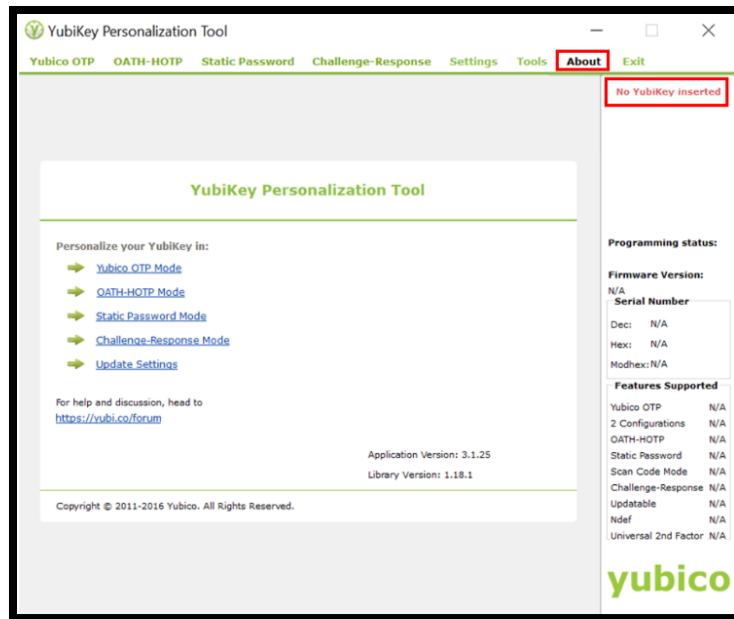 YubiKey Personalization Tool
Yubico OTP OATH-HOTP Static Password Challenge-Response Settings Tools About Exit
No YubiKey inserted
YubiKey Personalization Tool
Personalize your YubiKey in:
Yubico OTP Mode
OATH-HOTP Mode
Static Password Mode
Challenge-Response Mode
Update Settings
For help and discussion, head to
https://yubi.co/forum
Application Version: 3.1.25
Library Version: 1.18.1
Copyright © 2011-2016 Yubico. All Rights Reserved.
Programming status:
Firmware Version:
N/A
Serial Number
Dec: N/A
Hex: N/A
Modhex: N/A
Features Supported
Yubico OTP N/A
2 Configurations N/A
OATH-HOTP N/A
Static Password N/A
Scan Code Mode N/A
Challenge-Response N/A
Updatable N/A
Ndef N/A
Universal 2nd Factor N/A
yubico